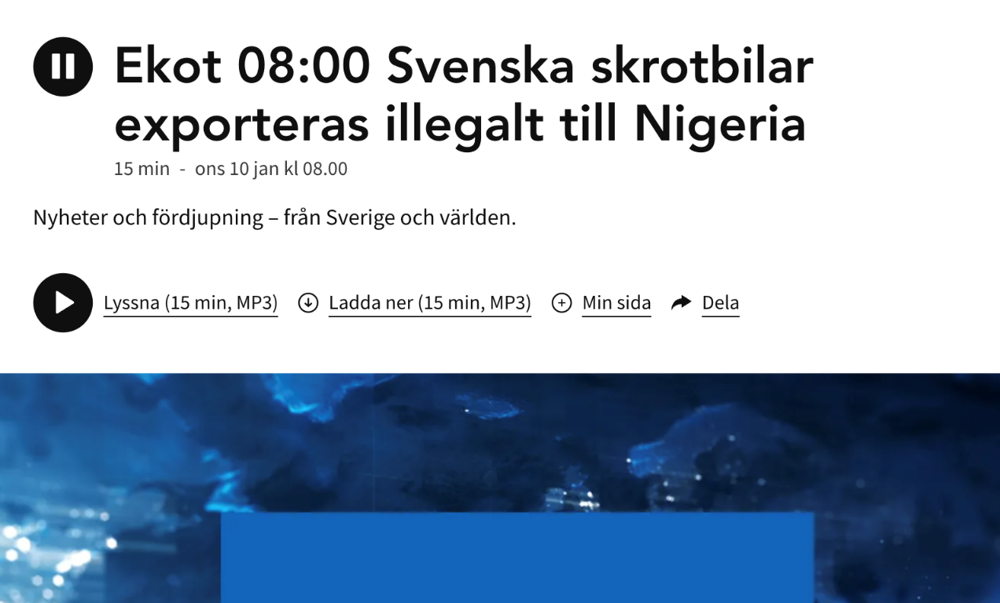 Ekot 08:00 Svenska skrotbilar
exporteras illegalt till Nigeria
15 min - ons 10 jan kl 08.00
Nyheter och fördjupning – från Sverige och världen.
Lyssna (15 min, MP3) Ladda ner (15 min, MP3) Min sida Dela